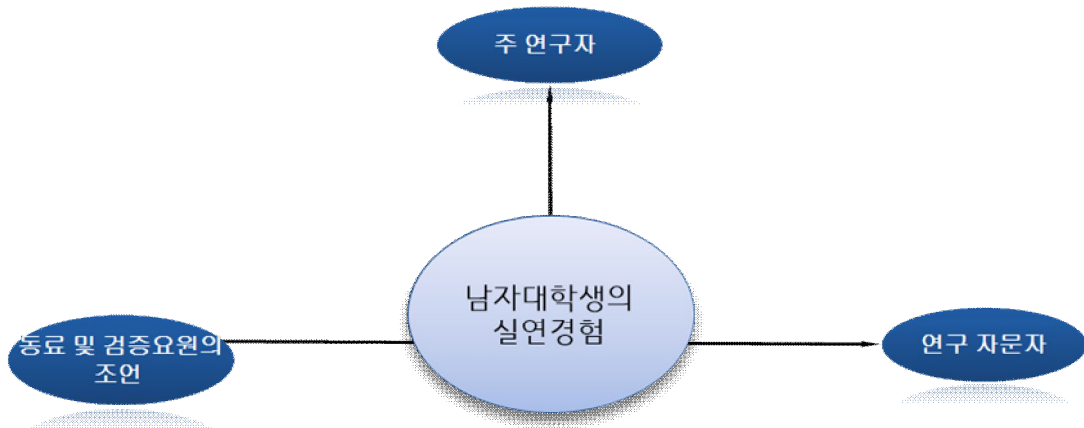 주 연구자
남자대학생의
실연경험
동료 및 검증요원의
조언
연구 자문자